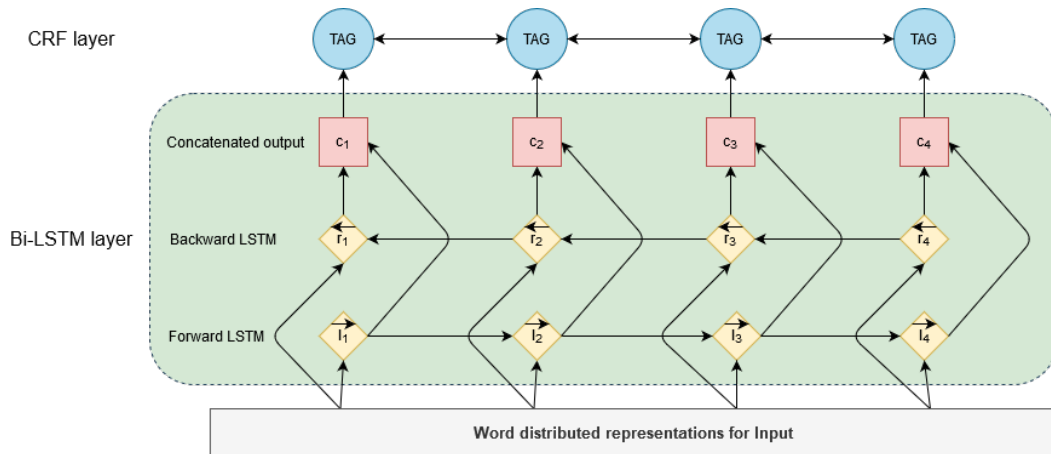 CRF layer
TAG TAG TAG TAG
Concatenated output
c1 c2 c3 c4
Bi-LSTM layer
Backward LSTM
r1 r2 r3 r4
Forward LSTM
l1 l2 l3 l4
Word distributed representations for Input